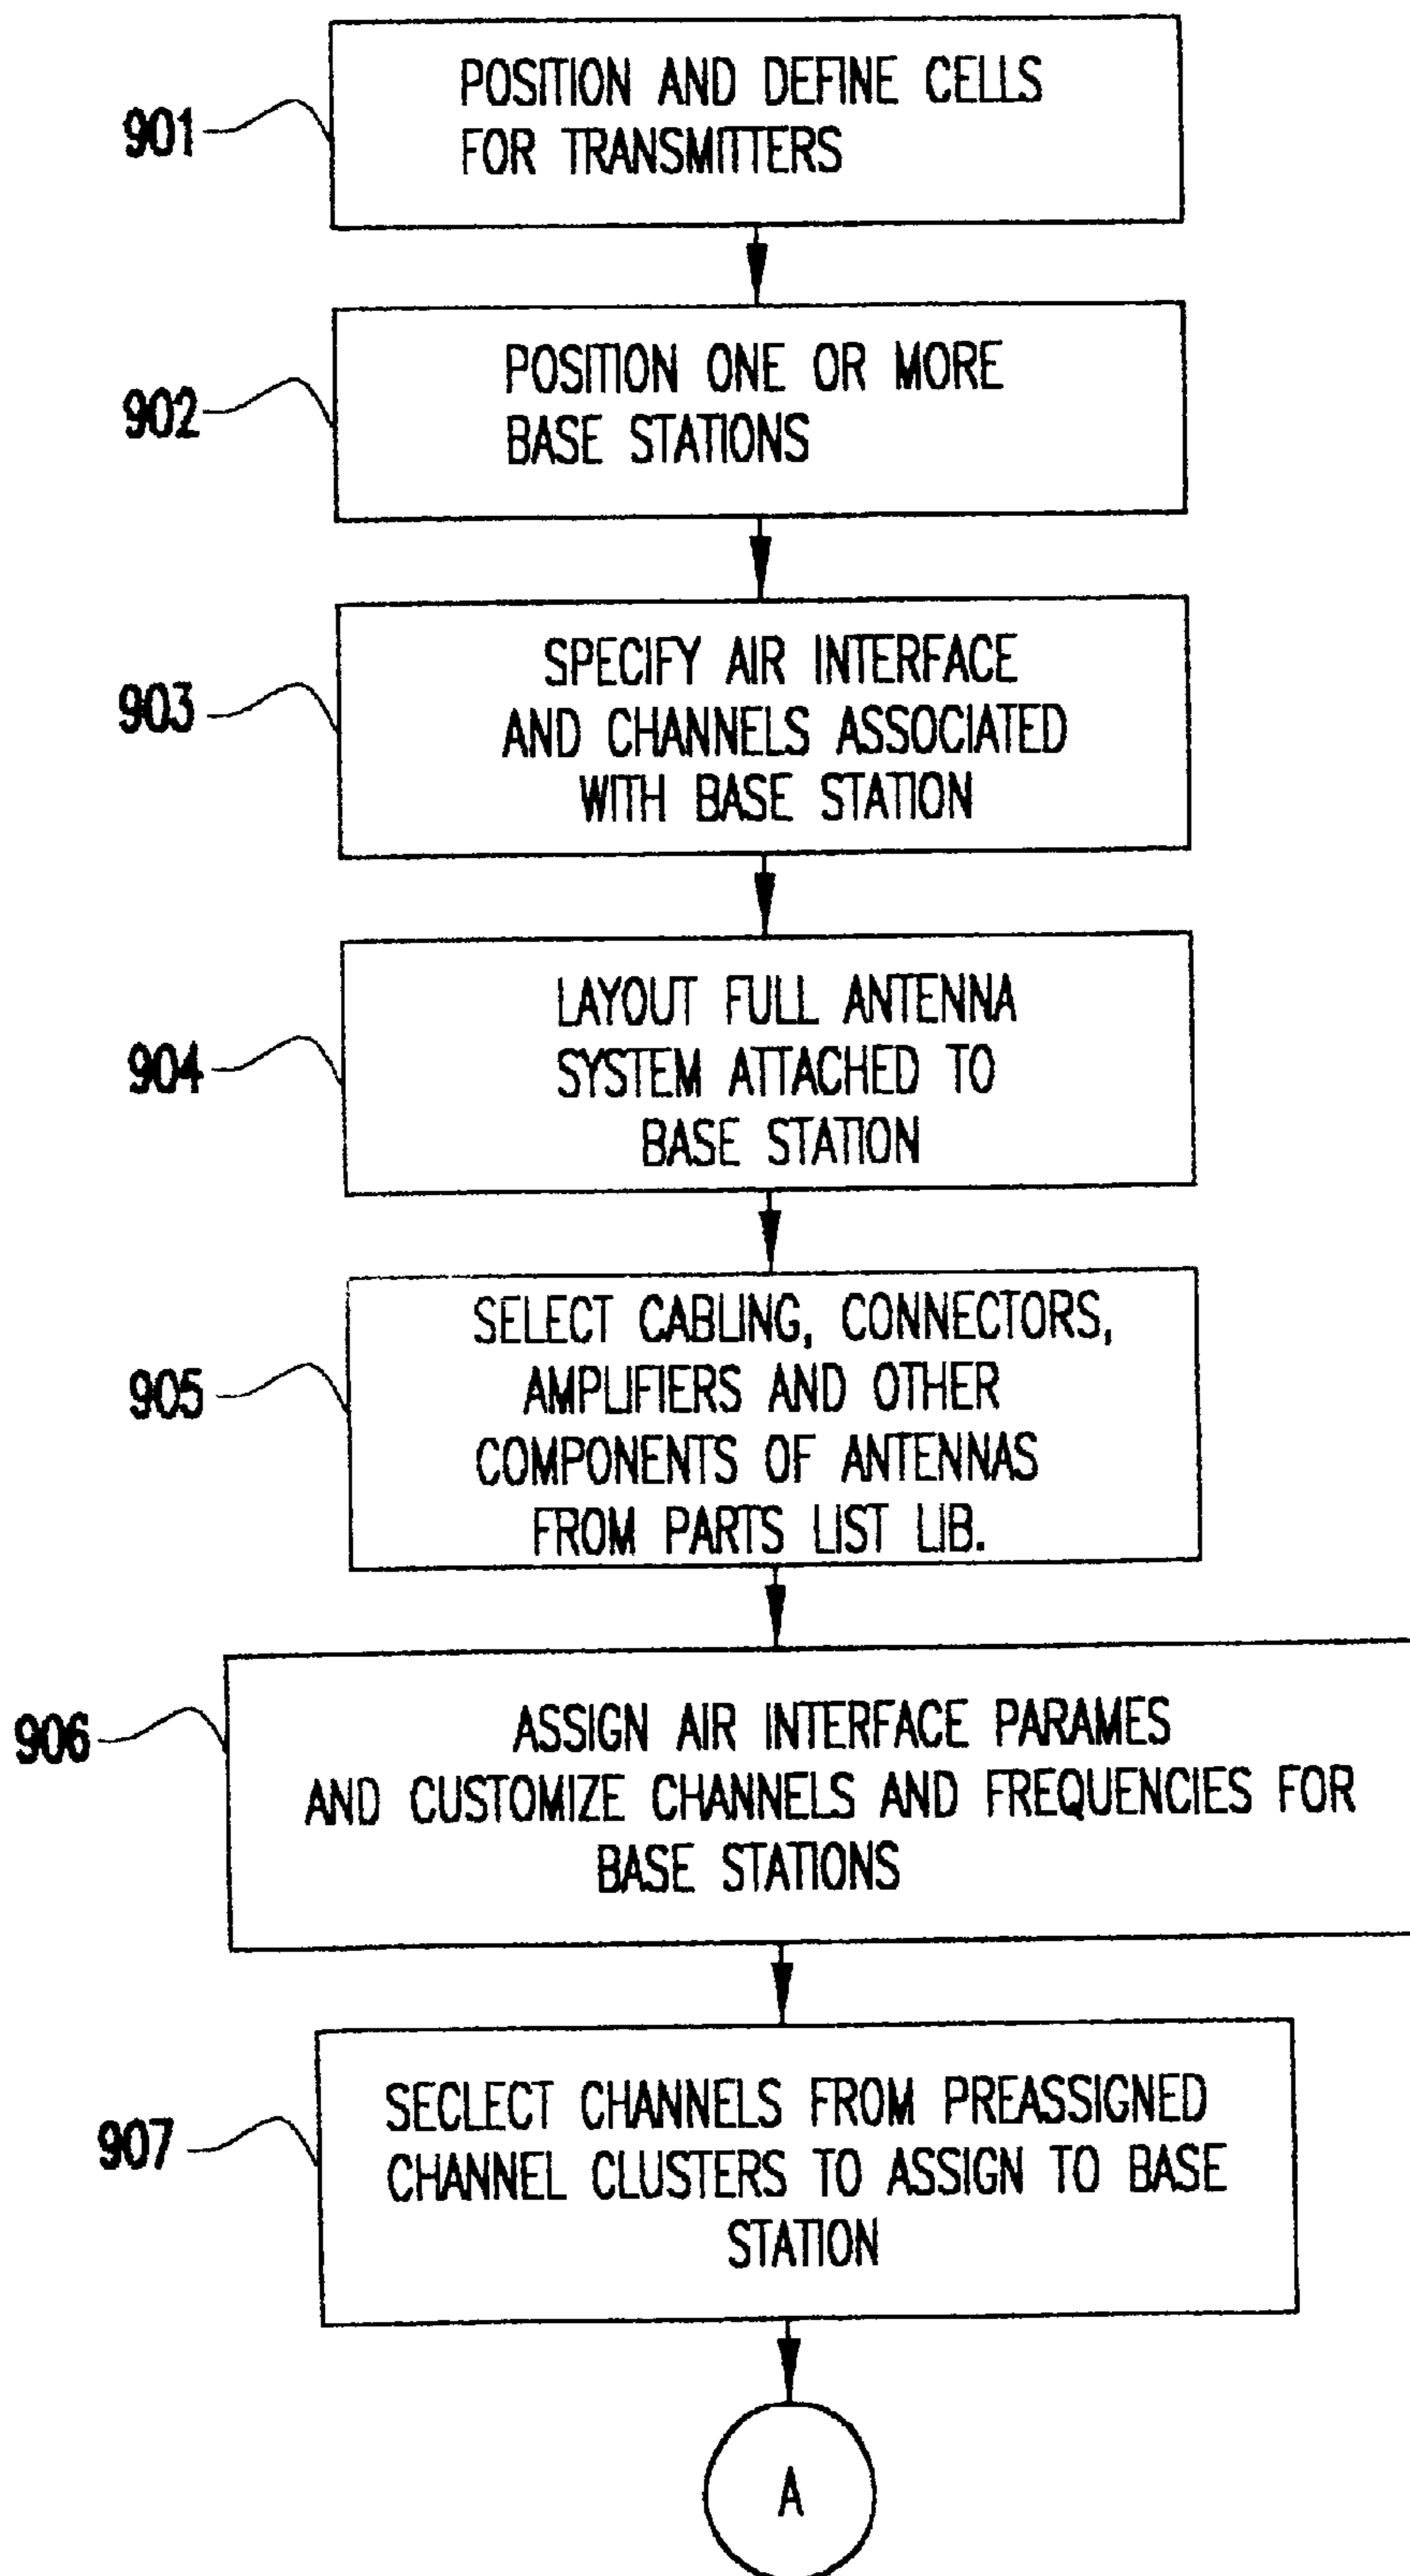 POSITION AND DEFINE CELLS
FOR TRANSMITTERS
901
POSITION ONE OR MORE
BASE STATIONS
902
SPECIFY AIR INTERFACE
AND CHANNELS ASSOCIATED
WITH BASE STATION
903
LAYOUT FULL ANTENNA
SYSTEM ATTACHED TO
BASE STATION
904
SELECT CABLING, CONNECTORS,
AMPLIFIERS AND OTHER
COMPONENTS OF ANTENNAS
FROM PARTS LIST LIB.
905
ASSIGN AIR INTERFACE PARAMES
AND CUSTOMIZE CHANNELS AND FREQUENCIES FOR
BASE STATIONS
906
SECLECT CHANNELS FROM PREASSIGNED
CHANNEL CLUSTERS TO ASSIGN TO BASE
STATION
907
A